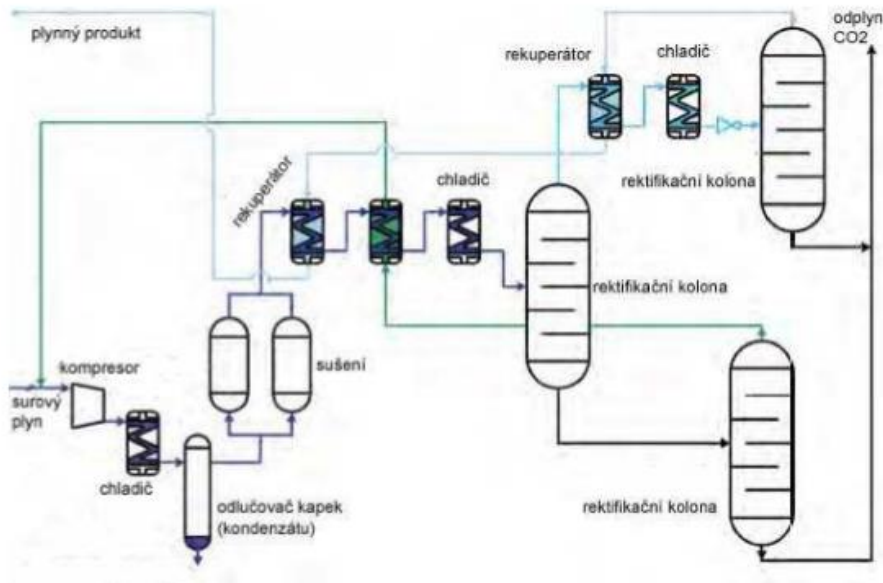 plynný produkt
odplyn
CO2
rekuperátor
chladič
rektifikační kolona
rekuperátor
chladič
rektifikační kolona
kompresor
sušení
surový
plyn
chladič
odlučovač kapek
(kondenzátu)
rektifikační kolona